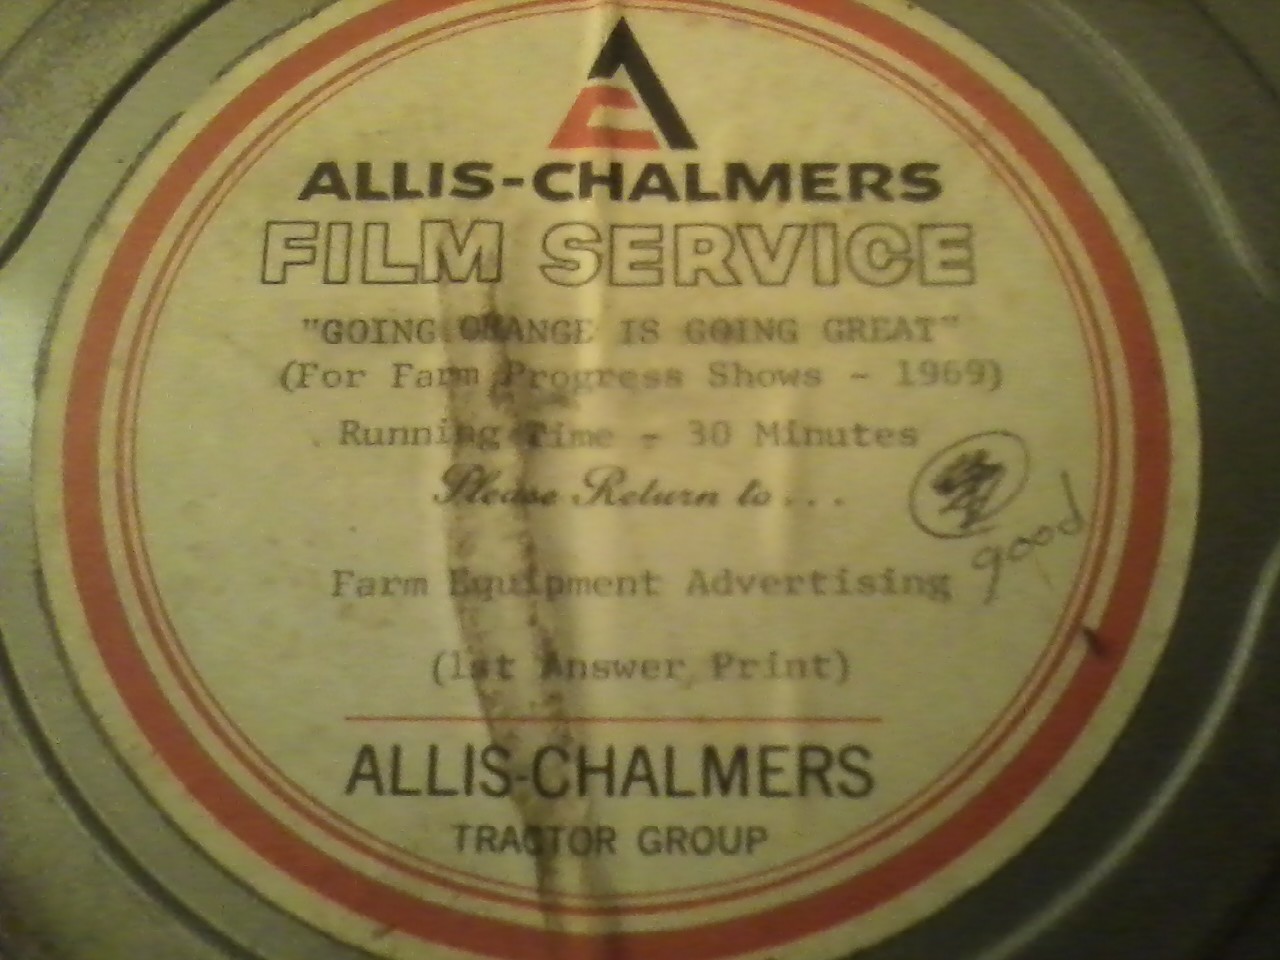 ALLIS-CHALMERS
FILM SERVICE
"GOING ORANGE IS GOING GREAT"
(For Farm Progress Shows - 1969)
Running Time - 30 Minutes
Please Return to...
good
Farm Equipment Advertising
(1st Answer Print)
ALLIS-CHALMERS
TRACTOR GROUP